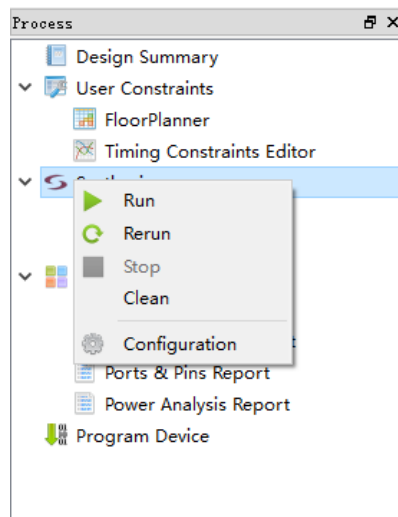 Process
Design Summary
User Constraints
FloorPlanner
Timing Constraints Editor
Run
Rerun
Stop
Clean
Configuration
Ports & Pins Report
Power Analysis Report
Program Device